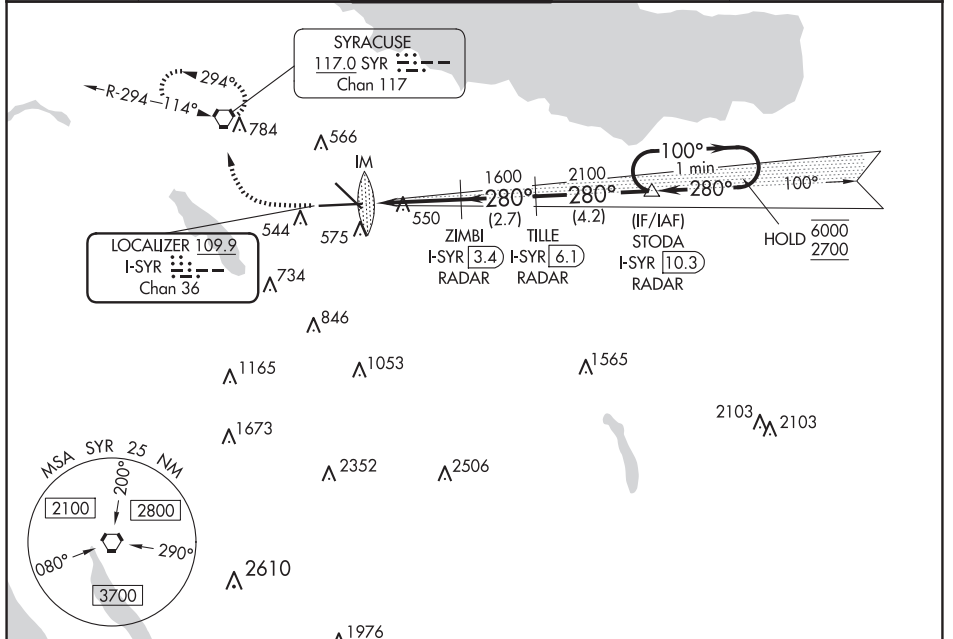 SYRACUSE
117.0 SYR
Chan 117
294°
R-294
114°
784
566
IM
544
575
550
1600
2100
280°
280°
(2.7)
(4.2)
100°
1 min
280°
100°
ZIMBI
I-SYR 3.4
RADAR
TILLE
I-SYR 6.1
RADAR
(IF/IAF)
STODA
I-SYR 10.3
RADAR
HOLD 6000
2700
LOCALIZER 109.9
I-SYR
Chan 36
734
846
1165
1053
1565
1673
2103
2103
2352
2506
MSA SYR 25 NM
200°
2100
2800
080°
290°
3700
2610
1976